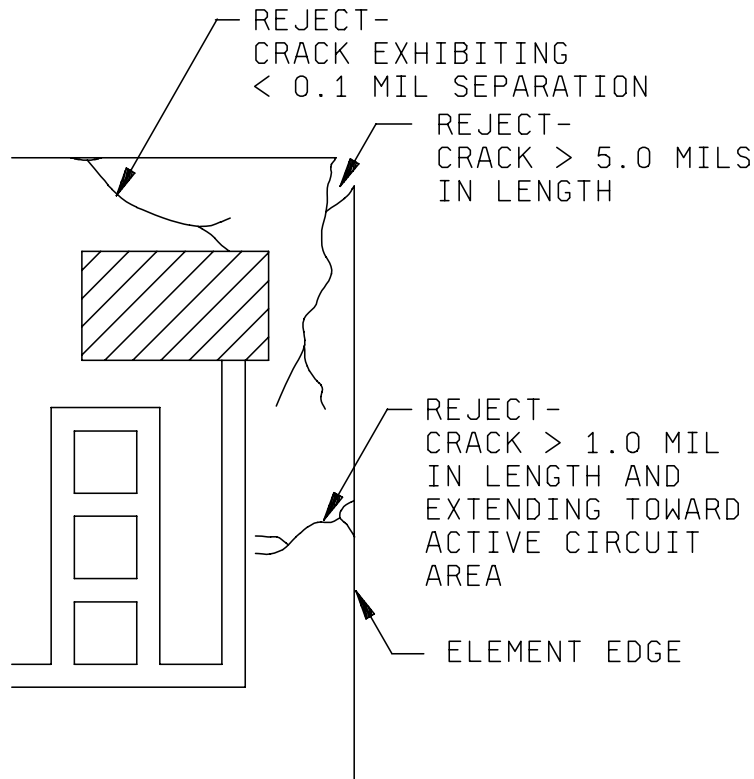 REJECT-
CRACK EXHIBITING
< 0.1 MIL SEPARATION
REJECT-
CRACK > 5.0 MILS
IN LENGTH
REJECT-
CRACK > 1.0 MIL
IN LENGTH AND
EXTENDING TOWARD
ACTIVE CIRCUIT
AREA
ELEMENT EDGE